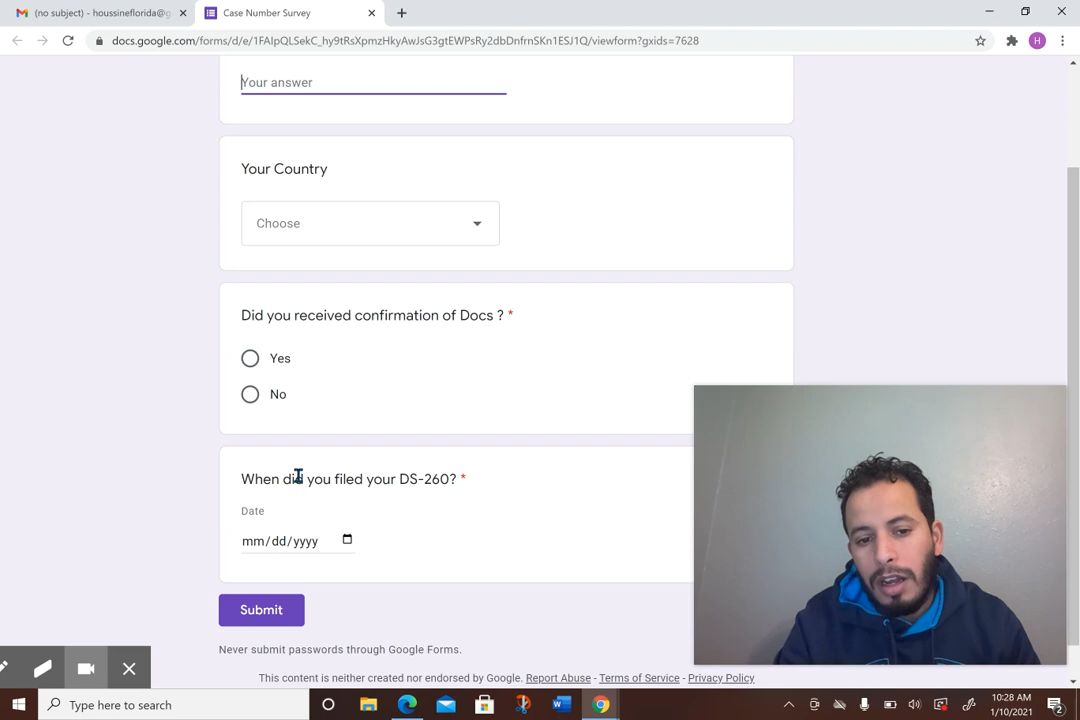 (no subject) - houssineflorida@g
Case Number Survey
docs.google.com/forms/d/e/1FAIpQLSekC_hy9tRsXpmzHkyAwJsG3gtEWPsRy2dbDnfrnSKn1ESJ1Q/viewform?gxids=7628
H
Your answer
Your Country
Choose
Did you received confirmation of Docs ? *
Yes
No
When did you filed your DS-260? *
Date
mm/dd/yyyy
Submit
Never submit passwords through Google Forms.
This content is neither created nor endorsed by Google. Report Abuse - Terms of Service - Privacy Policy
Type here to search
10:28 AM
1/10/2021
2